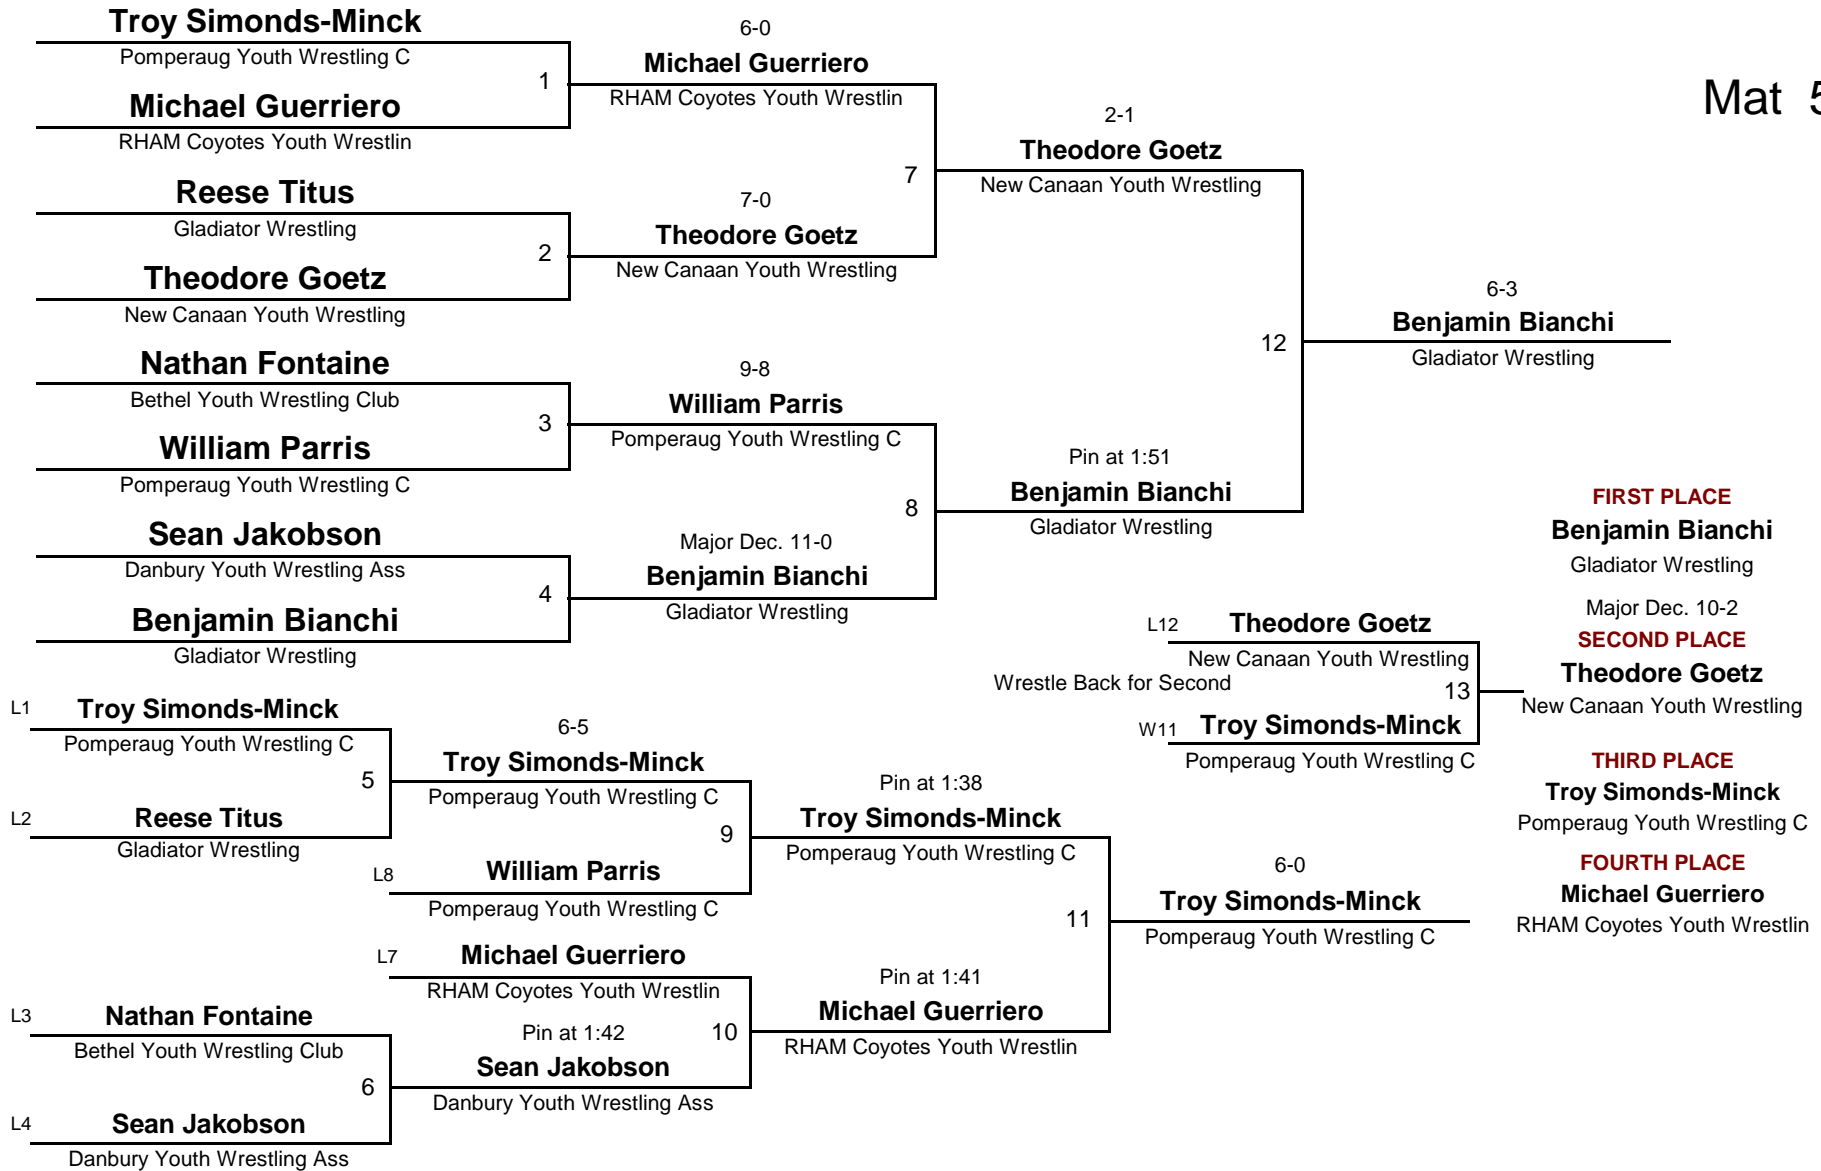 Troy Simonds-Minck
Pomperaug Youth Wrestling C
1
Michael Guerriero
RHAM Coyotes Youth Wrestlin
Reese Titus
Gladiator Wrestling
2
Theodore Goetz
New Canaan Youth Wrestling
Nathan Fontaine
Bethel Youth Wrestling Club
3
William Parris
Pomperaug Youth Wrestling C
Sean Jakobson
Danbury Youth Wrestling Ass
4
Benjamin Bianchi
Gladiator Wrestling
6-0
Michael Guerriero
RHAM Coyotes Youth Wrestlin
7
7-0
Theodore Goetz
New Canaan Youth Wrestling
9-8
William Parris
Pomperaug Youth Wrestling C
8
Major Dec. 11-0
Benjamin Bianchi
Gladiator Wrestling
2-1
Theodore Goetz
New Canaan Youth Wrestling
12
Pin at 1:51
Benjamin Bianchi
Gladiator Wrestling
Mat 5
6-3
Benjamin Bianchi
Gladiator Wrestling
L1
Troy Simonds-Minck
Pomperaug Youth Wrestling C
5
L2
Reese Titus
Gladiator Wrestling
L3
Nathan Fontaine
Bethel Youth Wrestling Club
6
L4
Sean Jakobson
Danbury Youth Wrestling Ass
6-5
Troy Simonds-Minck
Pomperaug Youth Wrestling C
9
L8
William Parris
Pomperaug Youth Wrestling C
L7
Michael Guerriero
RHAM Coyotes Youth Wrestlin
10
Pin at 1:42
Sean Jakobson
Danbury Youth Wrestling Ass
Pin at 1:38
Troy Simonds-Minck
Pomperaug Youth Wrestling C
11
Pin at 1:41
Michael Guerriero
RHAM Coyotes Youth Wrestlin
6-0
Troy Simonds-Minck
Pomperaug Youth Wrestling C
L12
Theodore Goetz
New Canaan Youth Wrestling
Wrestle Back for Second
13
W11
Troy Simonds-Minck
Pomperaug Youth Wrestling C
FIRST PLACE
Benjamin Bianchi
Gladiator Wrestling
Major Dec. 10-2
SECOND PLACE
Theodore Goetz
New Canaan Youth Wrestling
THIRD PLACE
Troy Simonds-Minck
Pomperaug Youth Wrestling C
FOURTH PLACE
Michael Guerriero
RHAM Coyotes Youth Wrestlin